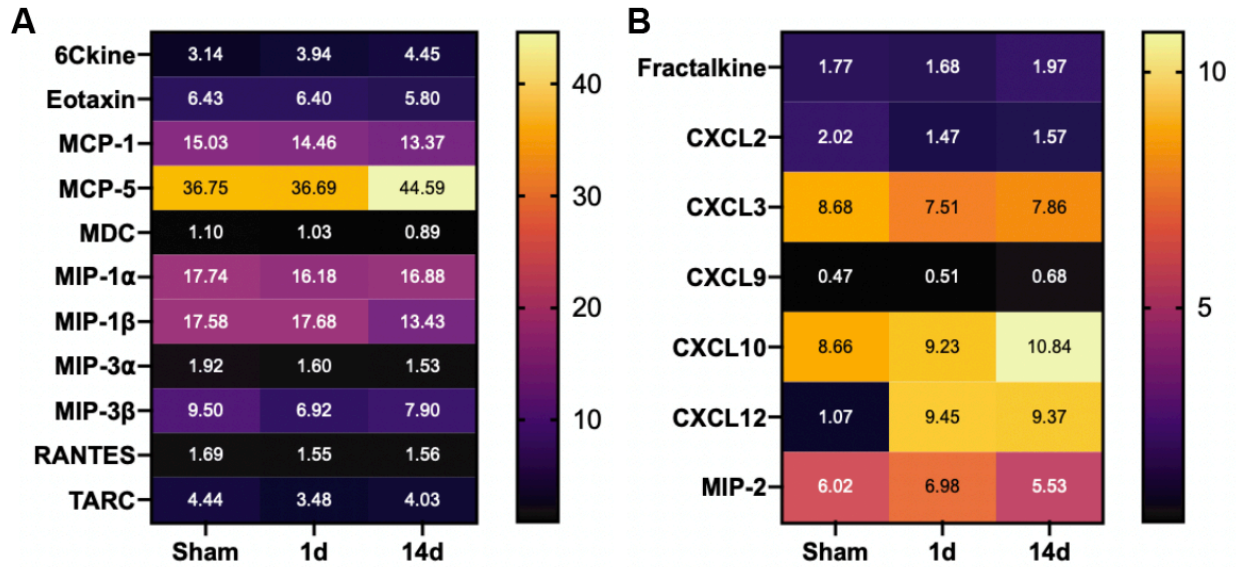 A
6Ckine 3.14 3.94 4.45
Eotaxin 6.43 6.40 5.80
MCP-1 15.03 14.46 13.37
MCP-5 36.75 36.69 44.59
MDC 1.10 1.03 0.89
MIP-1α 17.74 16.18 16.88
MIP-1β 17.58 17.68 13.43
MIP-3α 1.92 1.60 1.53
MIP-3β 9.50 6.92 7.90
RANTES 1.69 1.55 1.56
TARC 4.44 3.48 4.03
Sham 1d 14d
40
30
20
10
B
Fractalkine 1.77 1.68 1.97
CXCL2 2.02 1.47 1.57
CXCL3 8.68 7.51 7.86
CXCL9 0.47 0.51 0.68
CXCL10 8.66 9.23 10.84
CXCL12 1.07 9.45 9.37
MIP-2 6.02 6.98 5.53
Sham 1d 14d
10
5